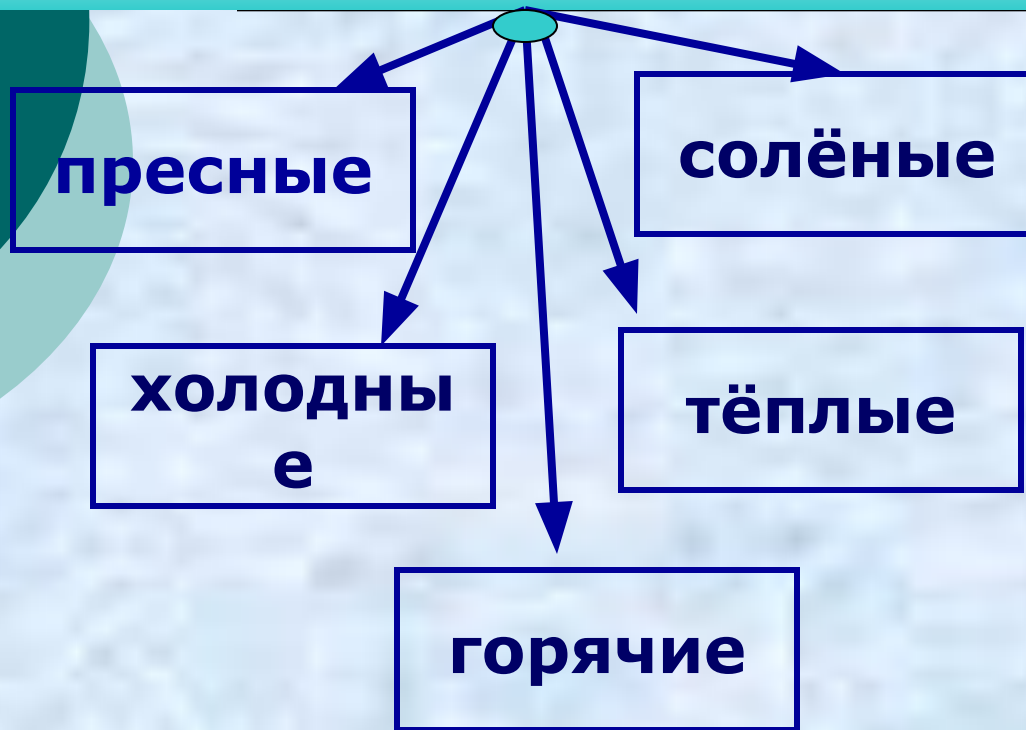 пресные
солёные
холодны
е
тёплые
горячие